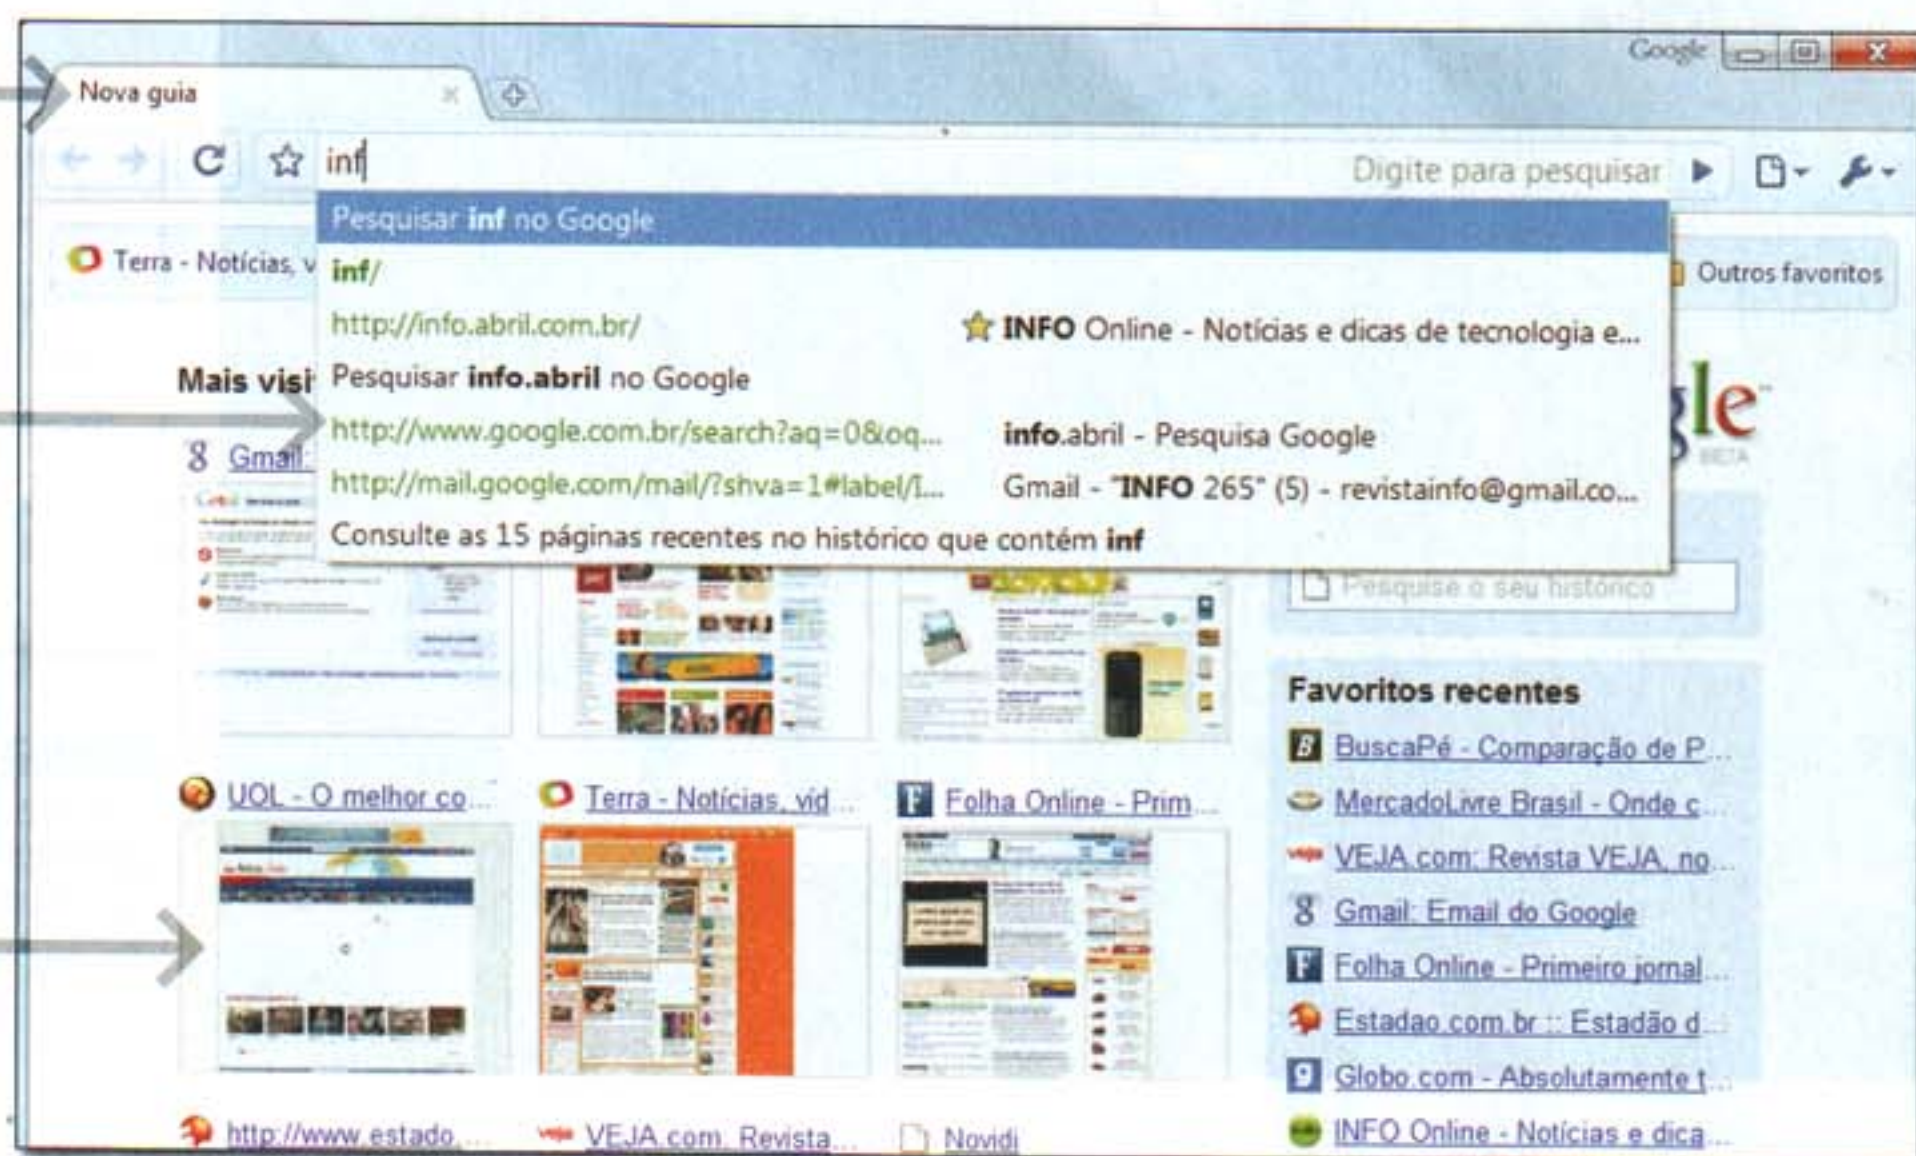 Google
Nova guia
inf
Digite para pesquisar
Pesquisar inf no Google
Terra - Notícias, v
inf/
Outros favoritos
http://info.abril.com.br/
INFO Online - Notícias e dicas de tecnologia e...
Mais visi
Pesquisar info.abril no Google
gle
BETA
http://www.google.com.br/search?aq=0&oq...
info.abril - Pesquisa Google
Gmail:
http://mail.google.com/mail/?shva=1#label/I...
Gmail - "INFO 265" (5) - revistainfo@gmail.co...
Consulte as 15 páginas recentes no histórico que contém inf
Pesquise o seu histórico
Favoritos recentes
BuscaPé - Comparação de P...
UOL - O melhor co...
Terra - Notícias, víd...
Folha Online - Prim...
MercadoLivre Brasil - Onde c...
VEJA.com: Revista VEJA, no...
Gmail: Email do Google
Folha Online - Primeiro jornal...
Estadao.com.br :: Estadão d...
Globo.com - Absolutamente t...
http://www.estado....
VEJA.com: Revista...
Novidi
INFO Online - Notícias e dica...